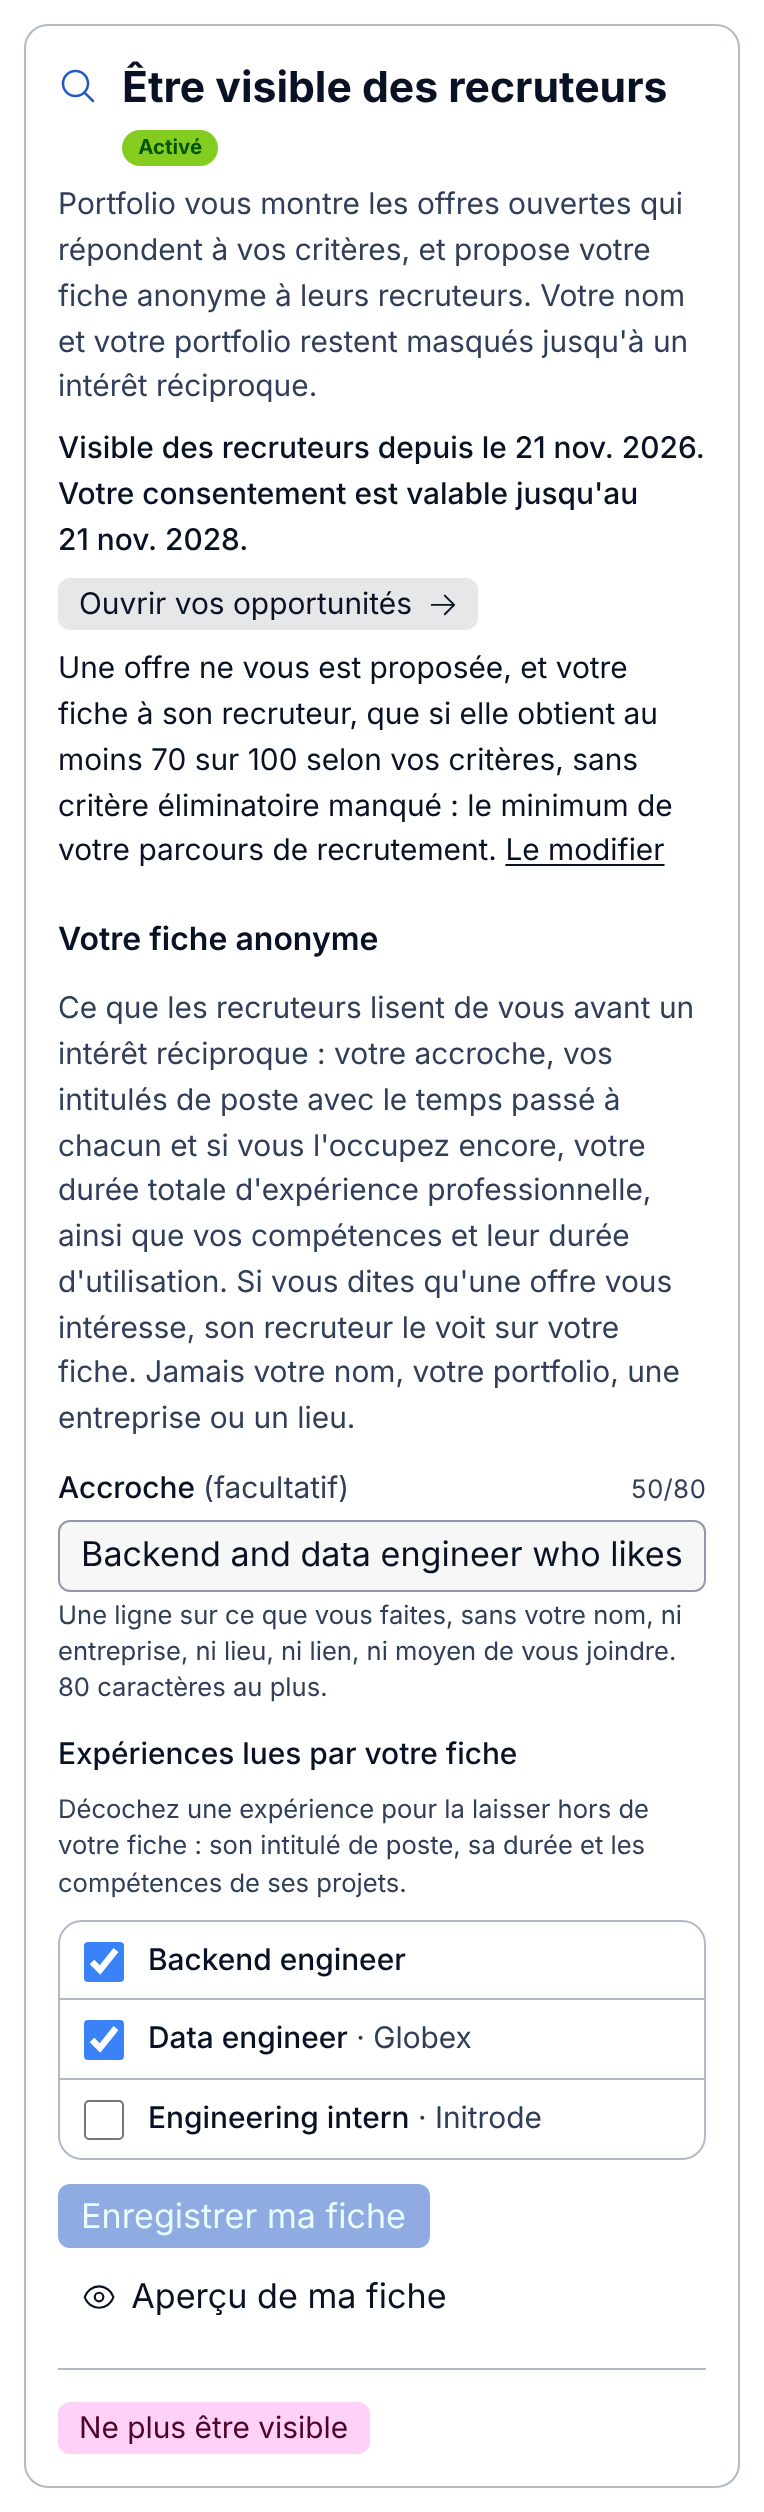 Être visible des recruteurs
Activé
Portfolio vous montre les offres ouvertes qui
répondent à vos critères, et propose votre
fiche anonyme à leurs recruteurs. Votre nom
et votre portfolio restent masqués jusqu'à un
intérêt réciproque.
Visible des recruteurs depuis le 21 nov. 2026.
Votre consentement est valable jusqu'au
21 nov. 2028.
Ouvrir vos opportunités →
Une offre ne vous est proposée, et votre
fiche à son recruteur, que si elle obtient au
moins 70 sur 100 selon vos critères, sans
critère éliminatoire manqué : le minimum de
votre parcours de recrutement. Le modifier
Votre fiche anonyme
Ce que les recruteurs lisent de vous avant un
intérêt réciproque : votre accroche, vos
intitulés de poste avec le temps passé à
chacun et si vous l'occupez encore, votre
durée totale d'expérience professionnelle,
ainsi que vos compétences et leur durée
d'utilisation. Si vous dites qu'une offre vous
intéresse, son recruteur le voit sur votre
fiche. Jamais votre nom, votre portfolio, une
entreprise ou un lieu.
Accroche (facultatif) 50/80
Backend and data engineer who likes
Une ligne sur ce que vous faites, sans votre nom, ni
entreprise, ni lieu, ni lien, ni moyen de vous joindre.
80 caractères au plus.
Expériences lues par votre fiche
Décochez une expérience pour la laisser hors de
votre fiche : son intitulé de poste, sa durée et les
compétences de ses projets.
Backend engineer
Data engineer · Globex
Engineering intern · Initrode
Enregistrer ma fiche
Aperçu de ma fiche
Ne plus être visible